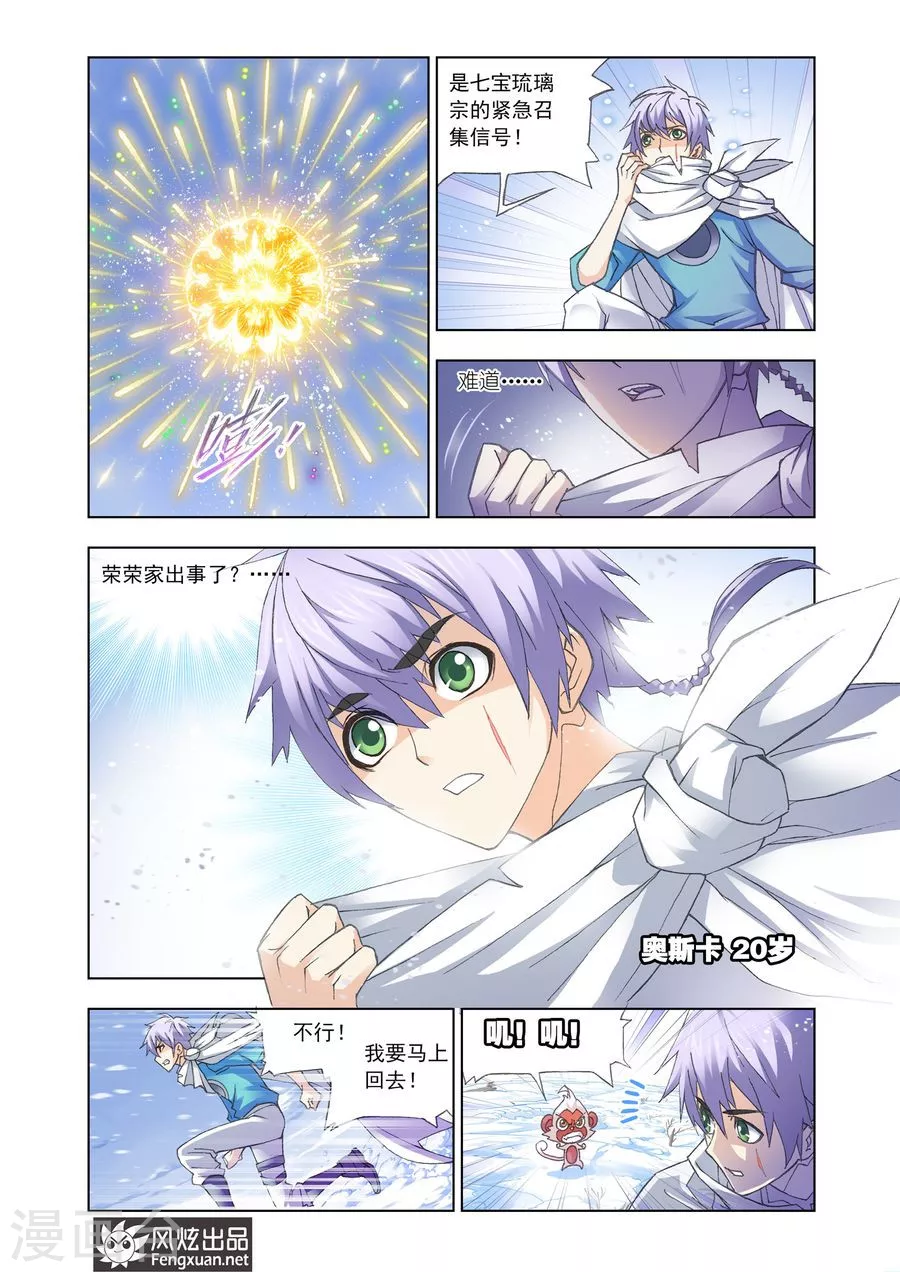 嘭！
是七宝琉璃
宗的紧急召
集信号！
难道……
荣荣家出事了？……
奥斯卡 20岁
不行！
我要马上
回去！
叽！叽！
漫画台
风炫出品
Fengxuan.net